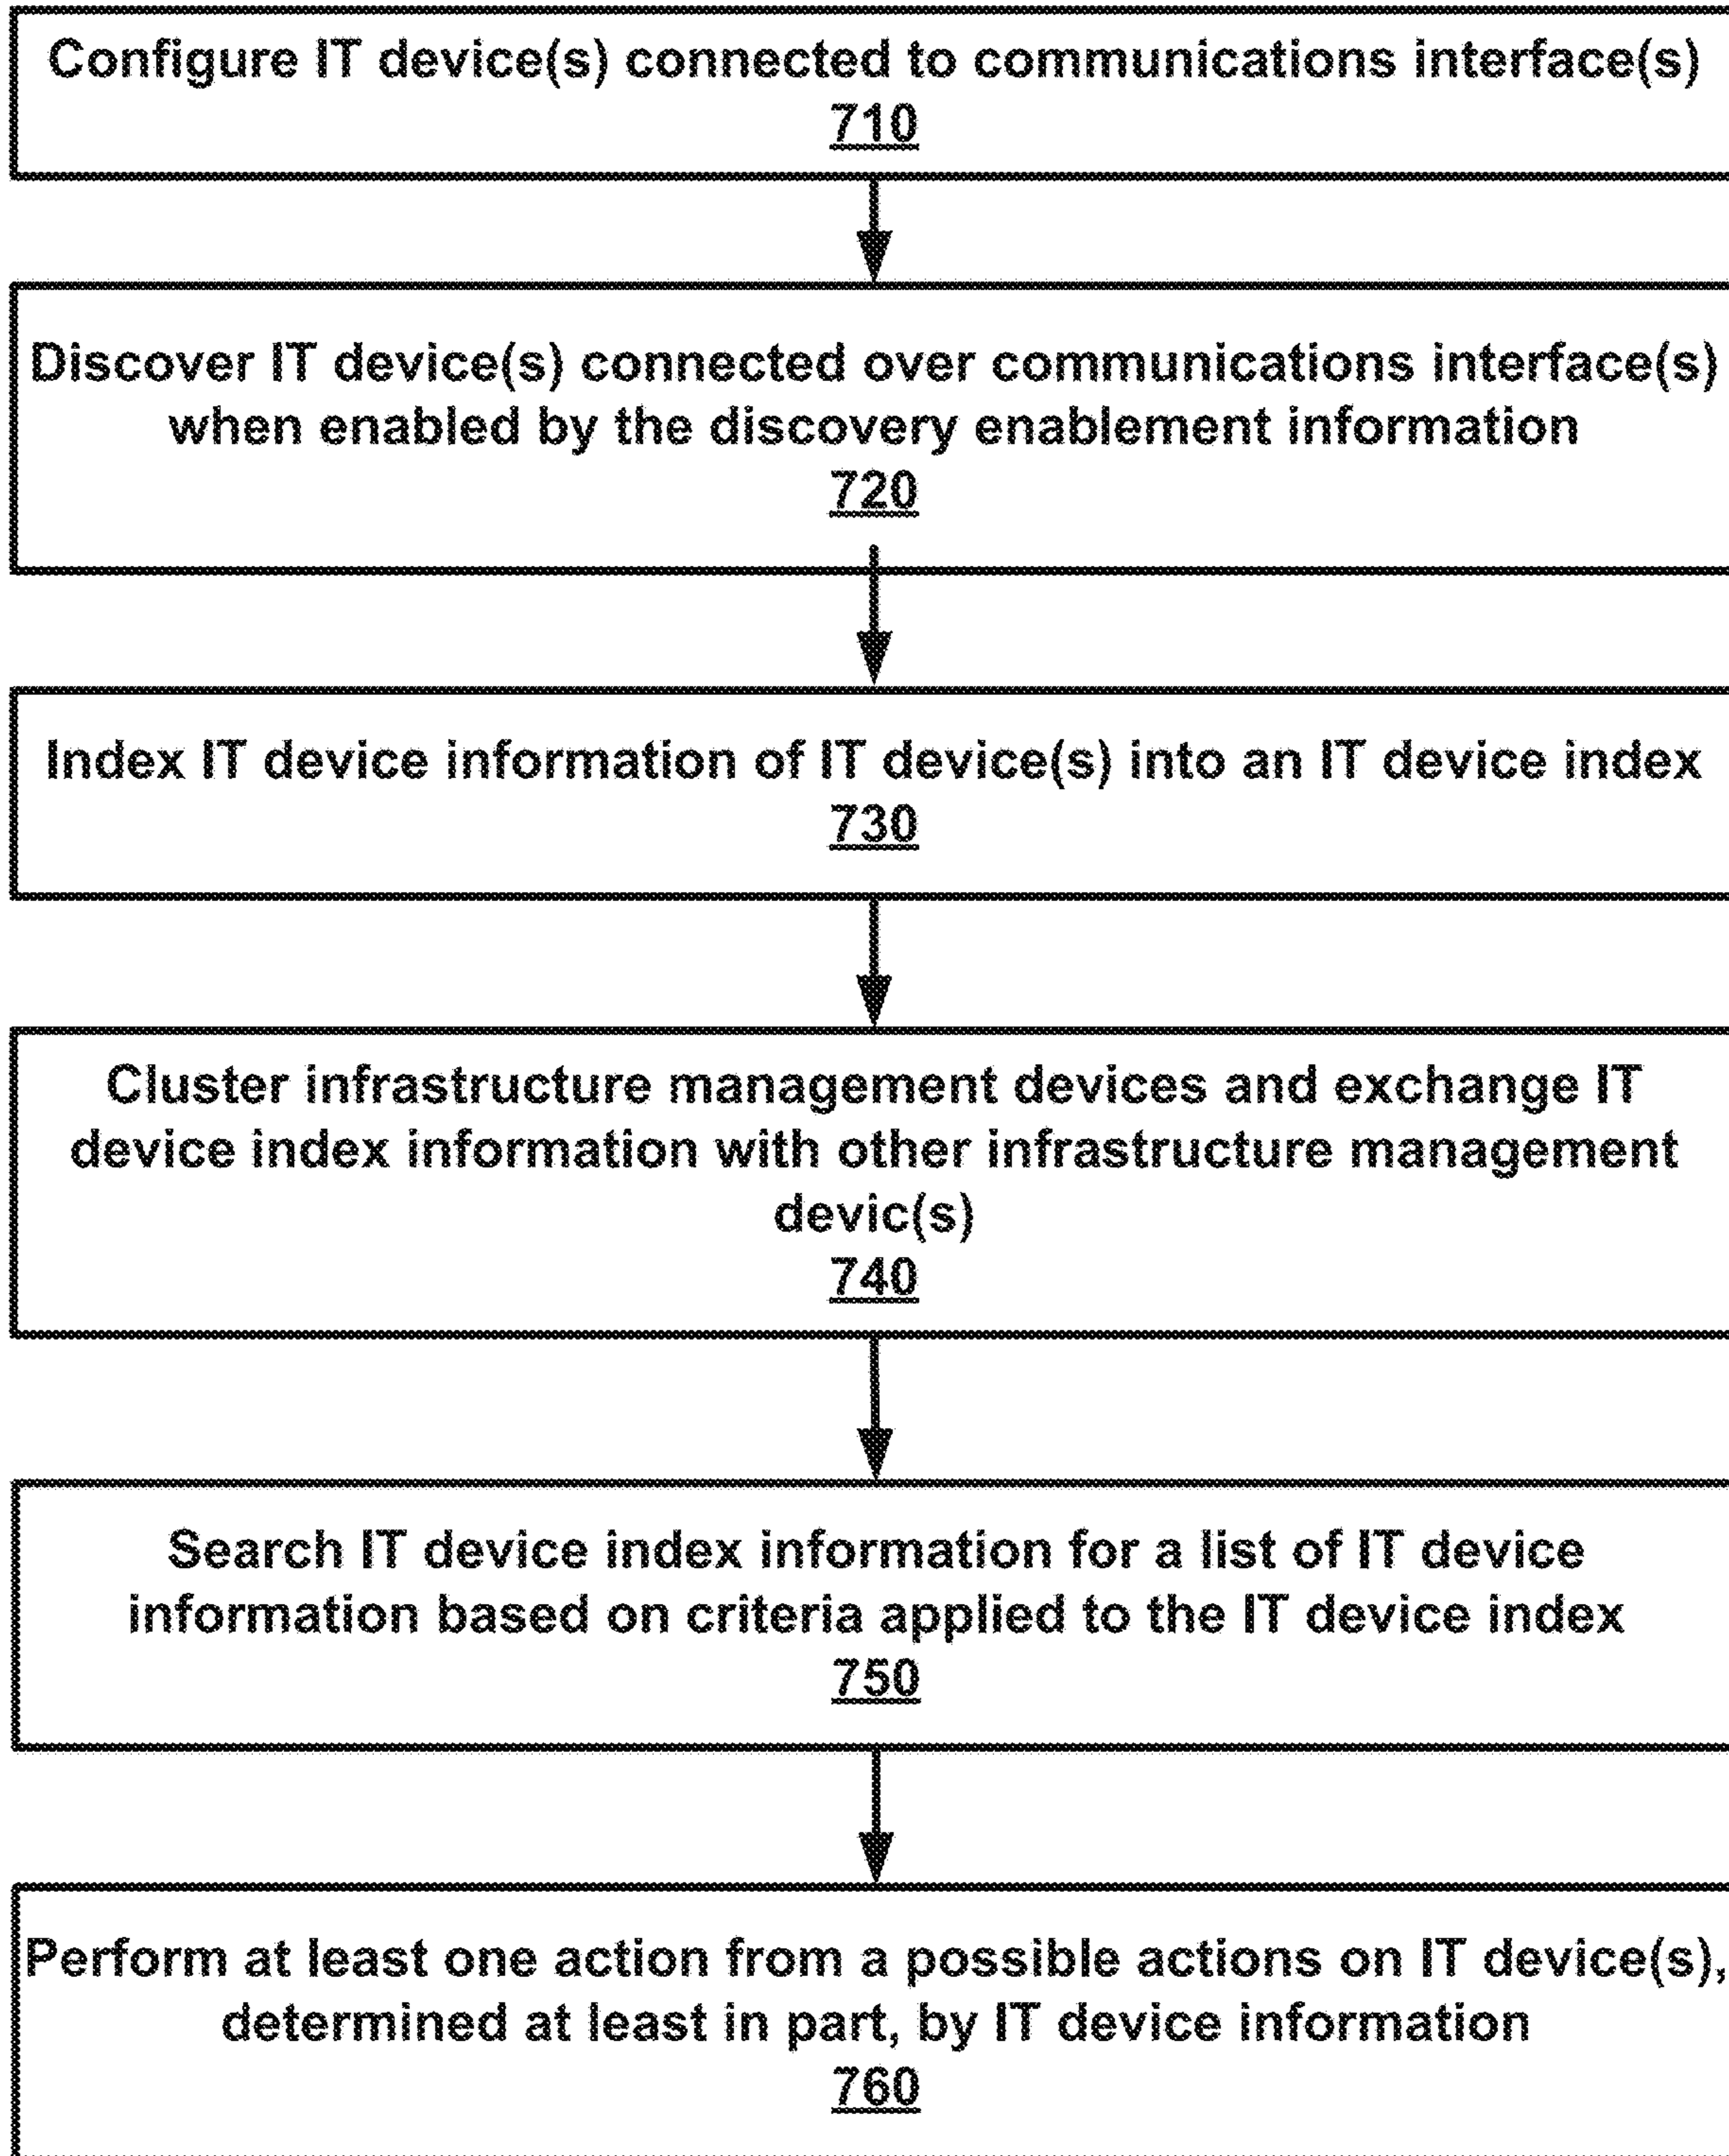 Configure IT device(s) connected to communications interface(s)
710
Discover IT device(s) connected over communications interface(s)
when enabled by the discovery enablement information
720
Index IT device information of IT device(s) into an IT device index
730
Cluster infrastructure management devices and exchange IT
device index information with other infrastructure management
devic(s)
740
Search IT device index information for a list of IT device
information based on criteria applied to the IT device index
750
Perform at least one action from a possible actions on IT device(s),
determined at least in part, by IT device information
760